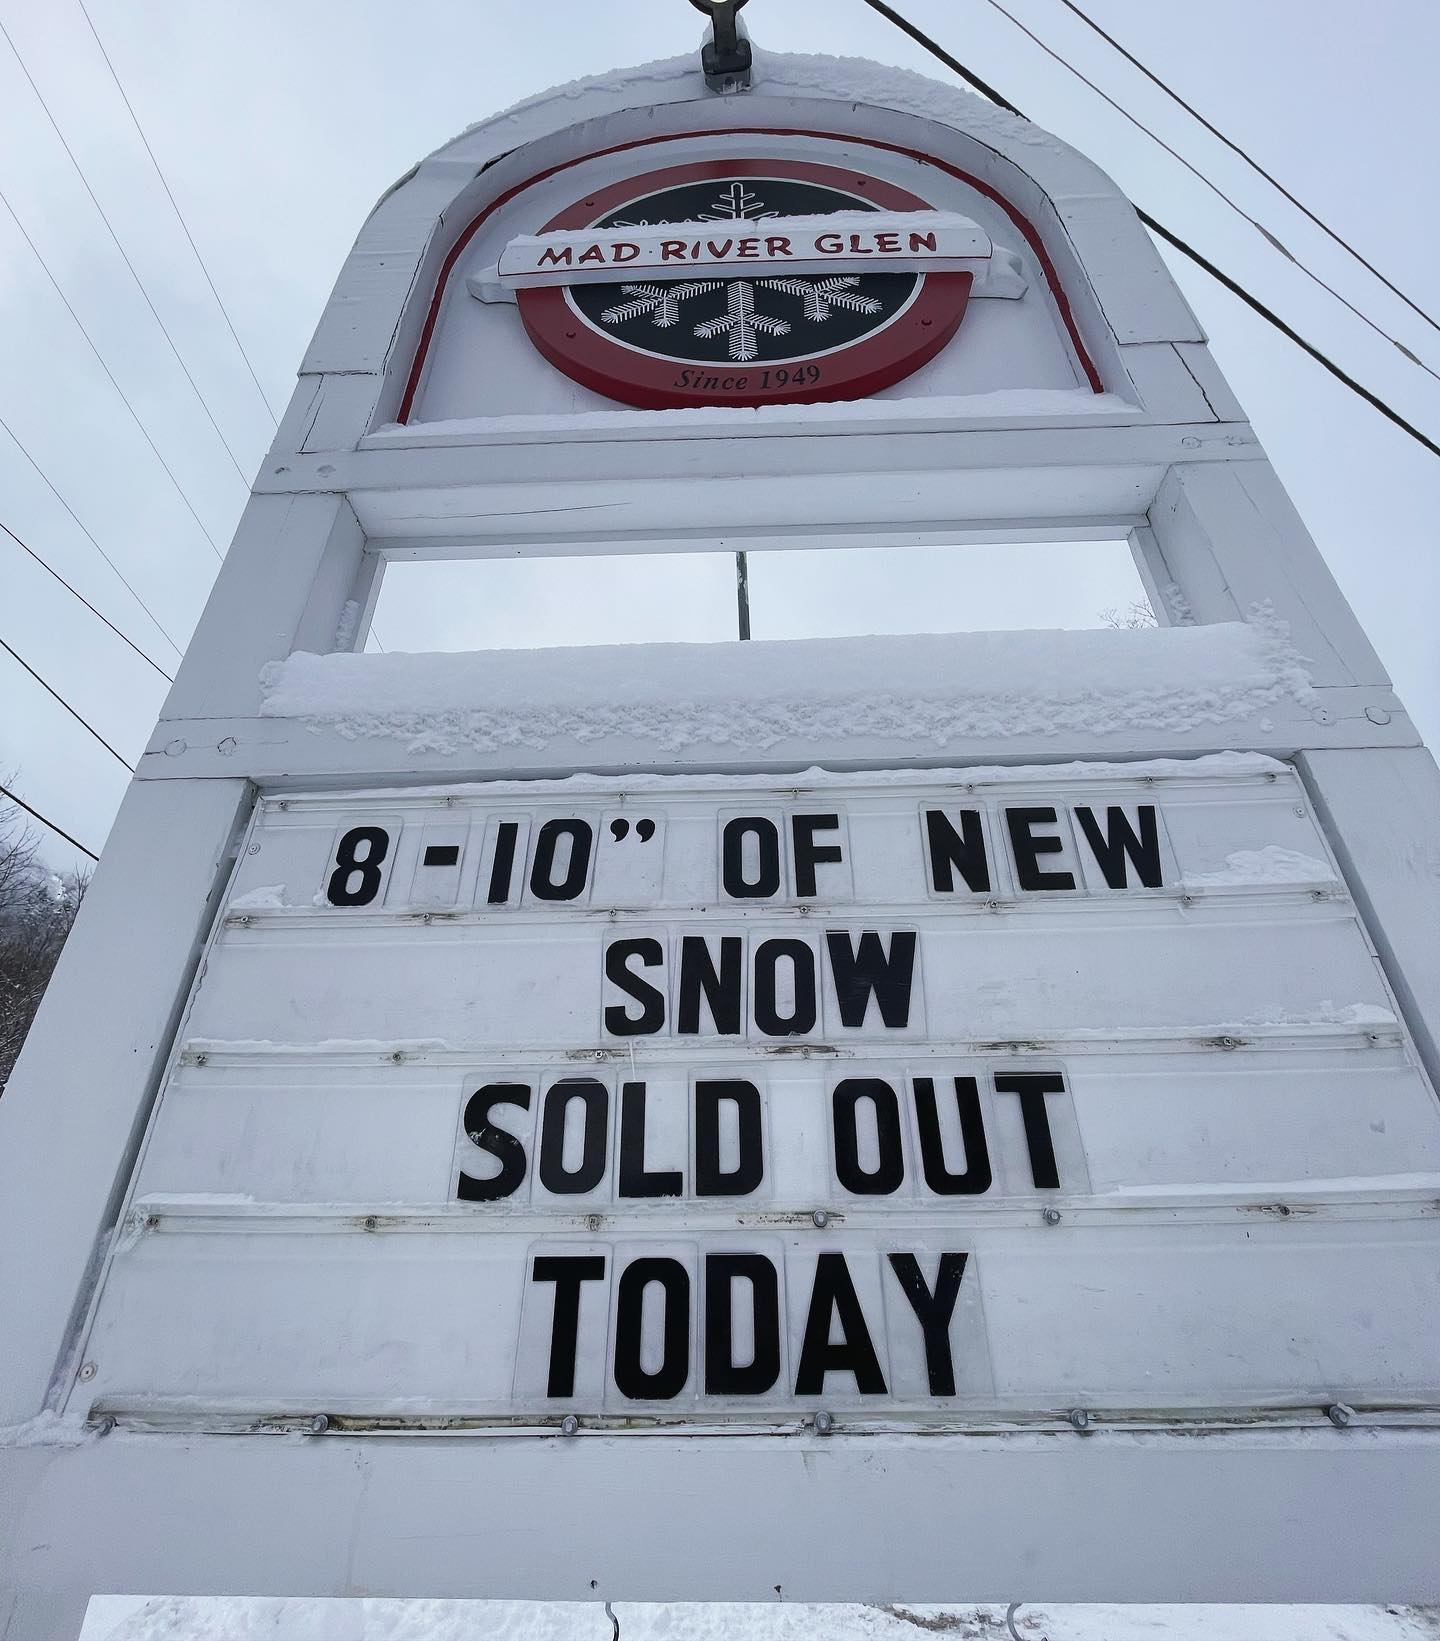 MAD RIVER GLEN
Since 1949
8-10” OF NEW
SNOW
SOLD OUT
TODAY